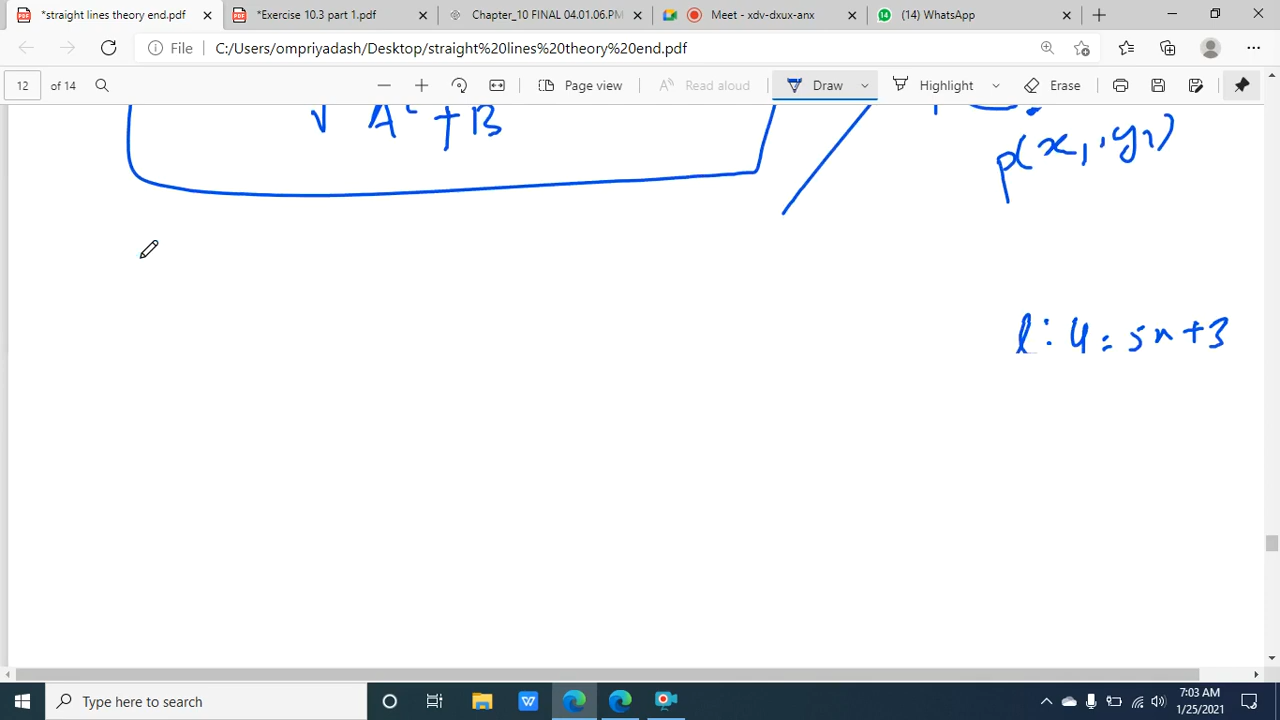 *straight lines theory end.pdf
*Exercise 10.3 part 1.pdf
Chapter_10 FINAL 04.01.06.PM
Meet - xdv-dxux-anx
(14) WhatsApp
File C:/Users/ompriyadash/Desktop/straight%20lines%20theory%20end.pdf
12 of 14 Page view Read aloud Draw Highlight Erase
√ A² + B
p(x₁, y₁)
l: y = 5x + 3
Type here to search
7:03 AM
1/25/2021